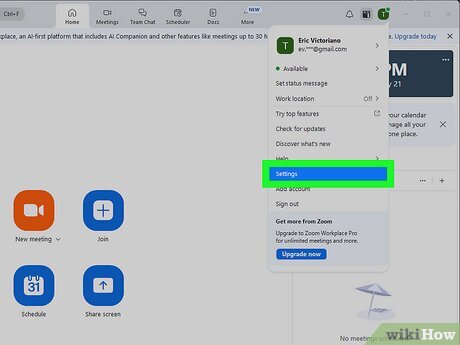 Ctrl+F
Home
Meetings
Team Chat
Scheduler
Docs
More
NEW
place, an AI-first platform that includes AI Companion and other features like meetings up to 30 h
Upgrade today
Eric Victoriano
ev.***@gmail.com
Available
Set status message
Work location
Off
Try top features
Check for updates
Discover what's new
Help
Settings
Add account
Sign out
Get more from Zoom
Upgrade to Zoom Workplace Pro
for unlimited meetings and more.
Upgrade now
PM
y 21
your calendar
nage all your
one place.
New meeting
Join
31
Schedule
Share screen
No meetings sched
wikiHow